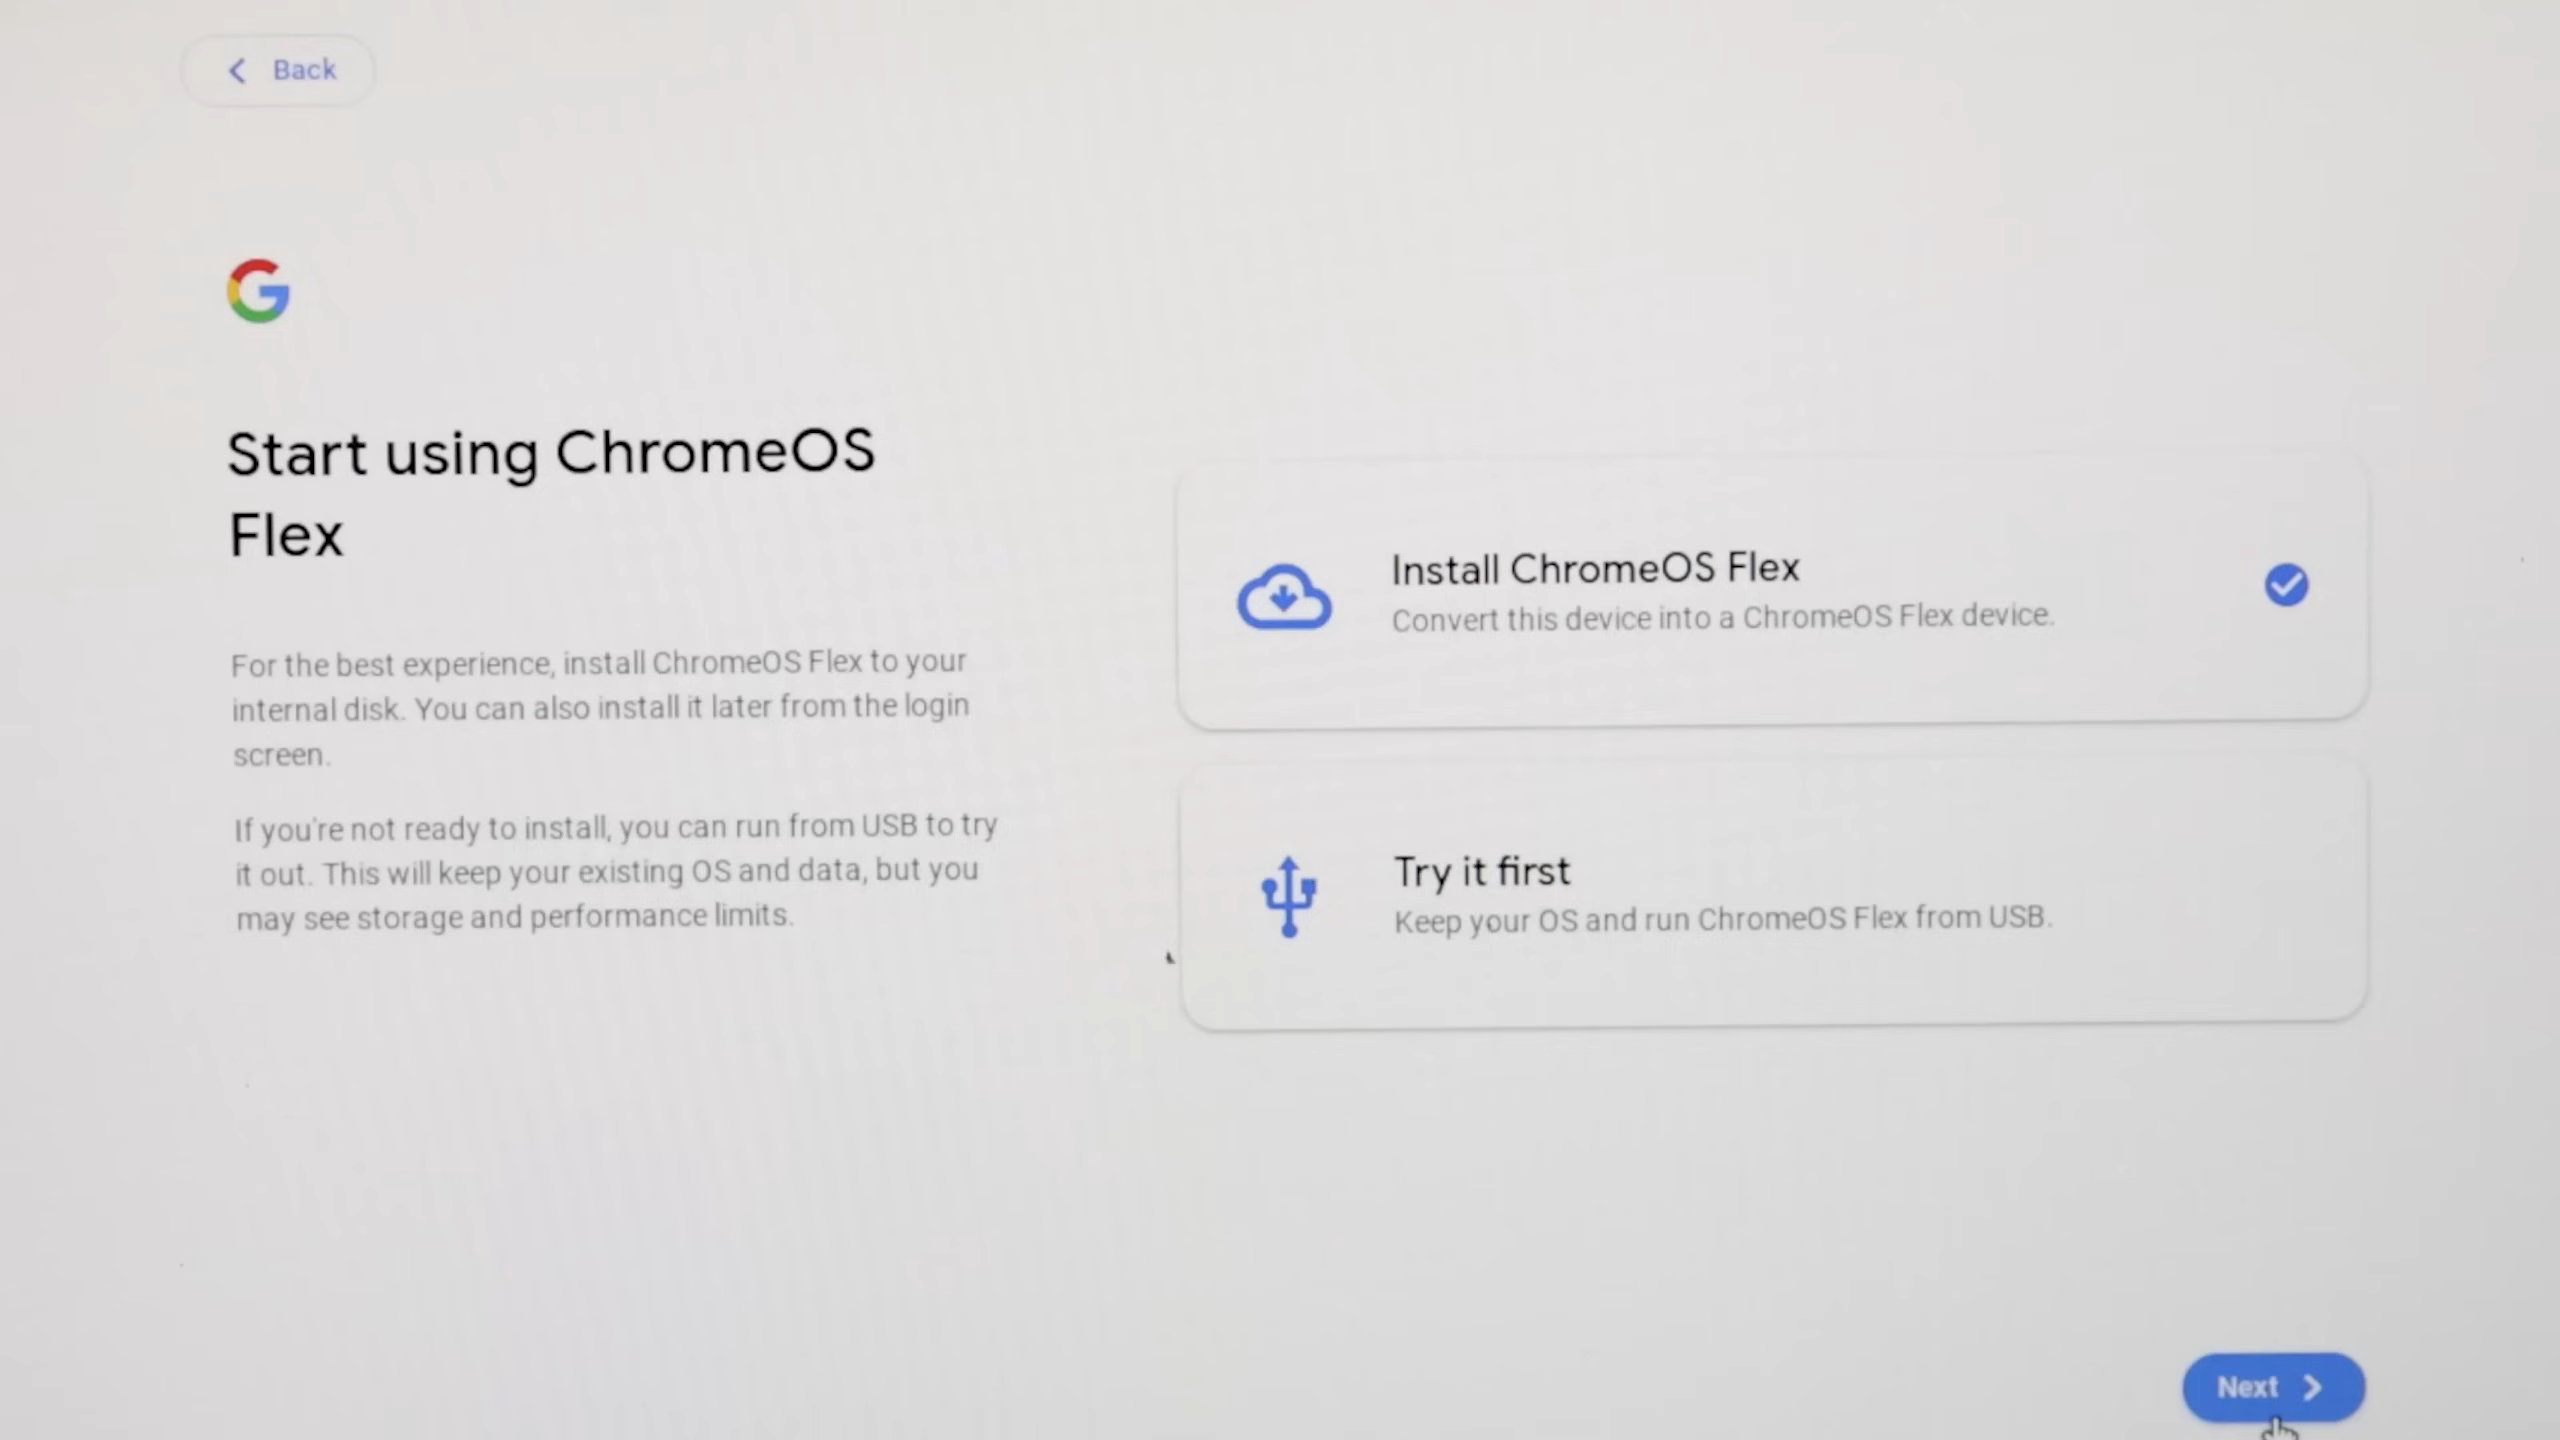 Back
Start using ChromeOS
Flex
For the best experience, install ChromeOS Flex to your
internal disk. You can also install it later from the login
screen.
If you're not ready to install, you can run from USB to try
it out. This will keep your existing OS and data, but you
may see storage and performance limits.
Install ChromeOS Flex
Convert this device into a ChromeOS Flex device.
Try it first
Keep your OS and run ChromeOS Flex from USB.
Next